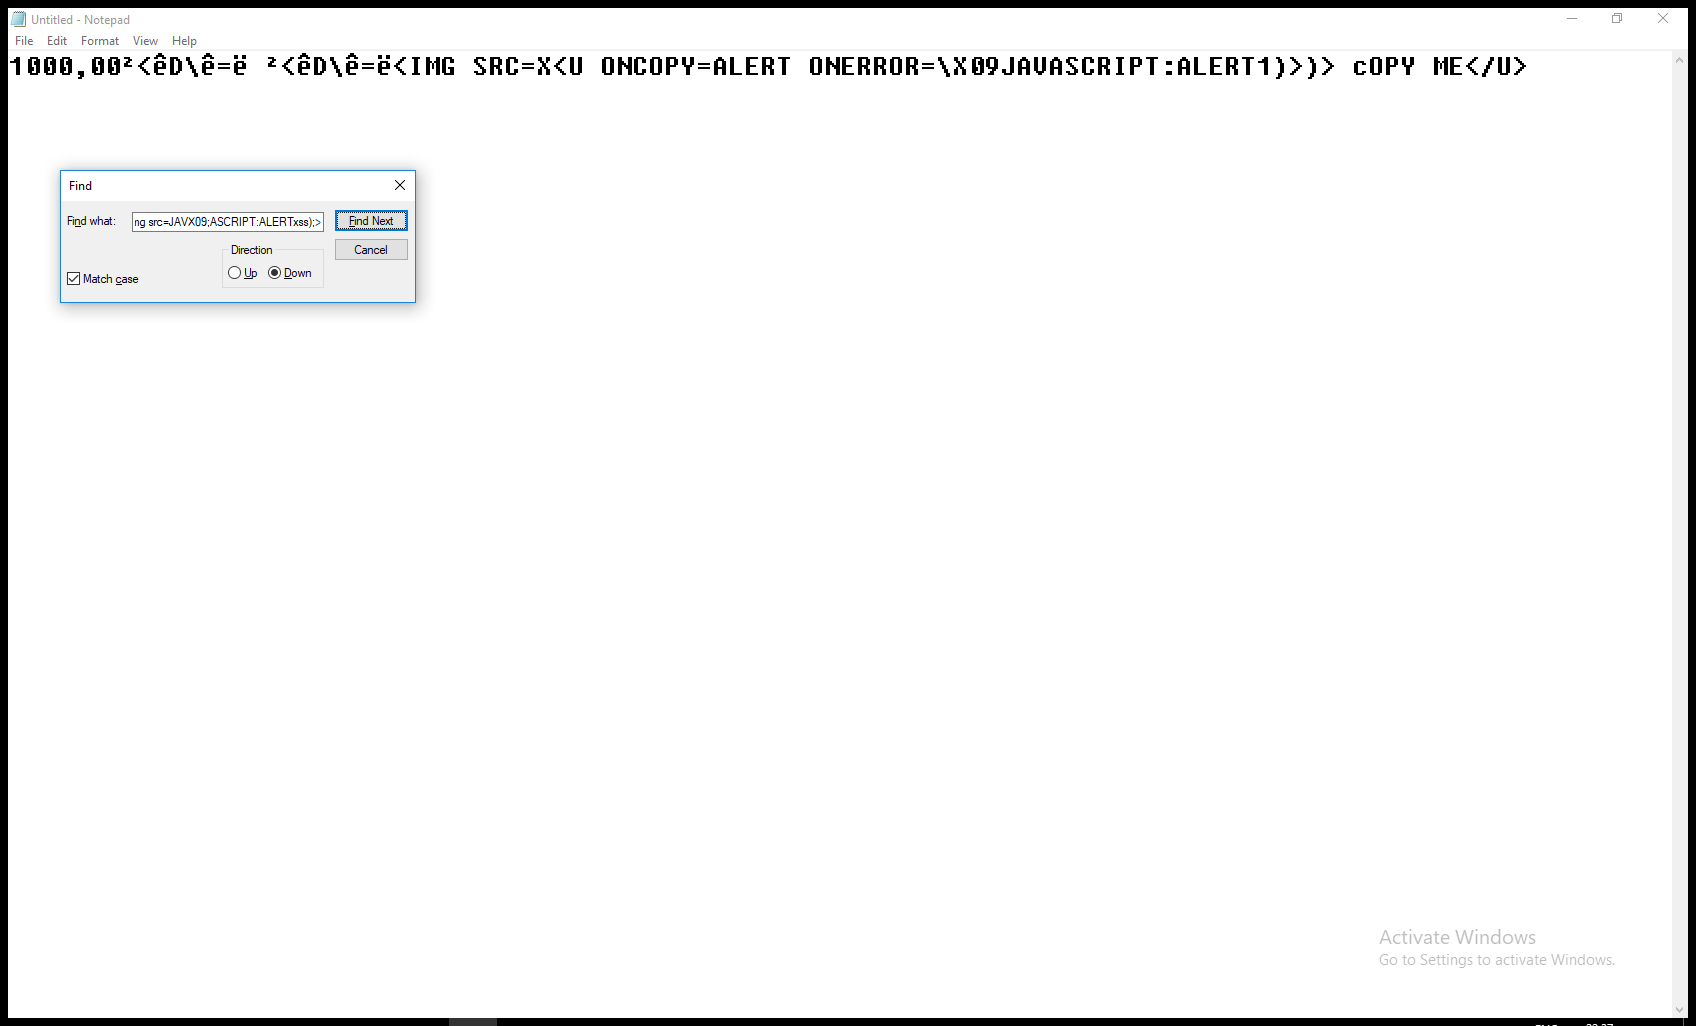 Untitled - Notepad
File Edit Format View Help
1000,00²<êD\ê=ë ²<êD\ê=ë<IMG SRC=X<U ONCOPY=ALERT ONERROR=\X09JAVASCRIPT:ALERT1)>)> cOPY ME</U>
Find
Find what: ng src=JAVX09;ASCRIPT:ALERTxss);> Find Next
Direction Cancel
Up Down
Match case
Activate Windows
Go to Settings to activate Windows.